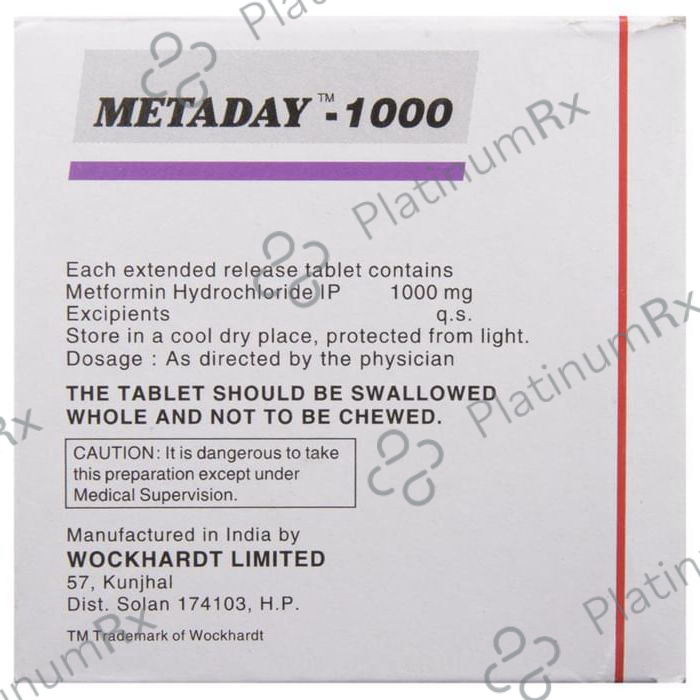 METADAY™-1000
Each extended release tablet contains
Metformin Hydrochloride IP 1000 mg
Excipients q.s.
Store in a cool dry place, protected from light.
Dosage : As directed by the physician
THE TABLET SHOULD BE SWALLOWED
WHOLE AND NOT TO BE CHEWED.
CAUTION: It is dangerous to take
this preparation except under
Medical Supervision.
Manufactured in India by
WOCKHARDT LIMITED
57, Kunjhal
Dist. Solan 174103, H.P.
TM Trademark of Wockhardt
PlatinumRx
PlatinumRx
PlatinumRx